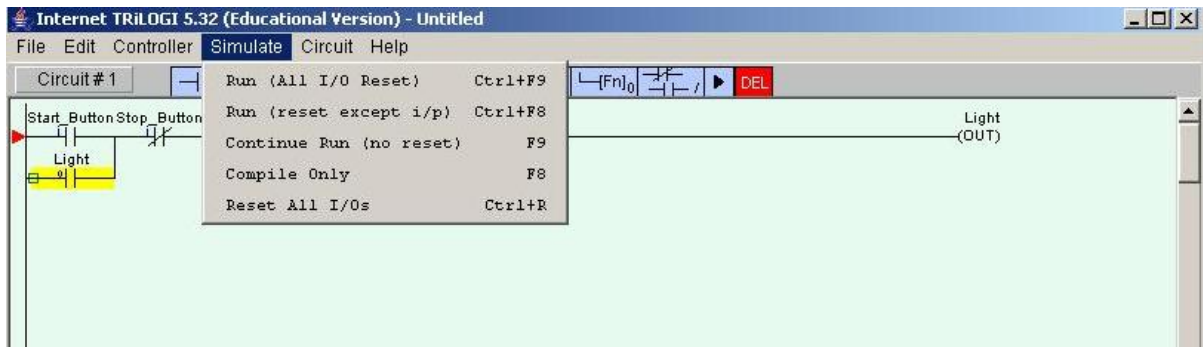 Internet TRiLOGI 5.32 (Educational Version) - Untitled
File Edit Controller Simulate Circuit Help
Circuit # 1
[Fn]0 / DEL
Run (All I/O Reset) Ctrl+F9
Run (reset except i/p) Ctrl+F8
Continue Run (no reset) F9
Compile Only F8
Reset All I/Os Ctrl+R
Start_Button Stop_Button
Light
Light
(OUT)